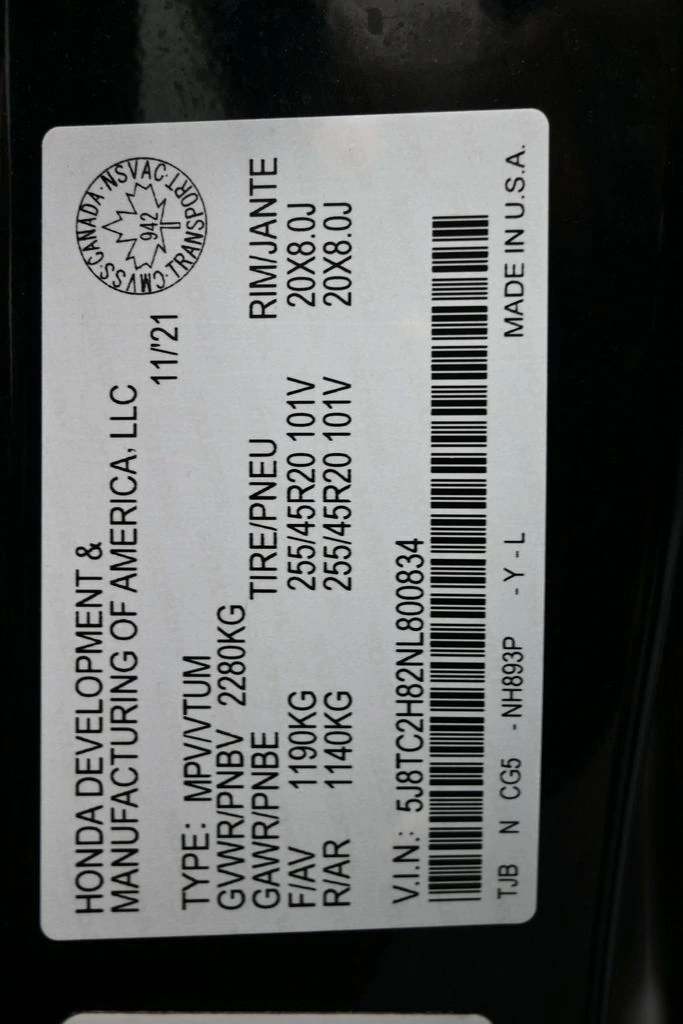 HONDA DEVELOPMENT &
MANUFACTURING OF AMERICA, LLC
11/'21
CMVSS·CANADA·NSVAC·TRANSPORT·
942
TYPE: MPV/VTUM
GVWR/PNBV 2280KG
GAWR/PNBE TIRE/PNEU RIM/JANTE
F/AV 1190KG 255/45R20 101V 20X8.0J
R/AR 1140KG 255/45R20 101V 20X8.0J
V.I.N.: 5J8TC2H82NL800834
TJB N CG5 - NH893P - Y - L MADE IN U.S.A.